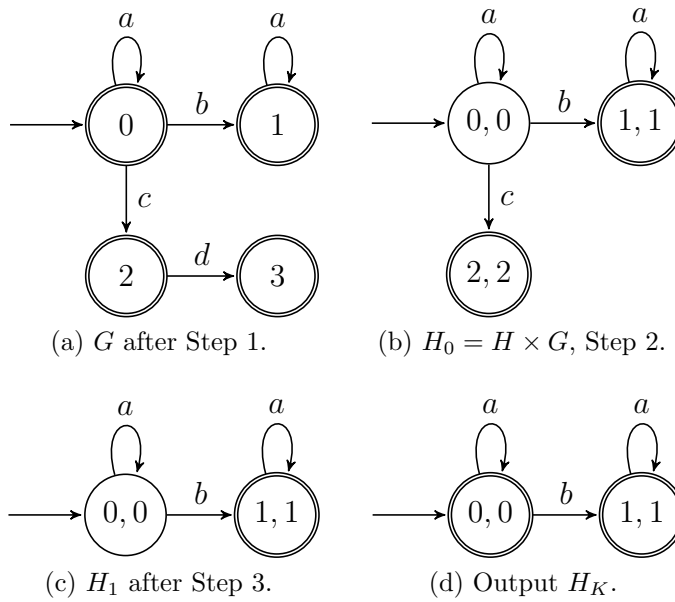 a a
0 b 1
c
2 d 3
(a) G after Step 1.
a a
0, 0 b 1, 1
c
2, 2
(b) H₀ = H × G, Step 2.
a a
0, 0 b 1, 1
(c) H₁ after Step 3.
a a
0, 0 b 1, 1
(d) Output H_K.